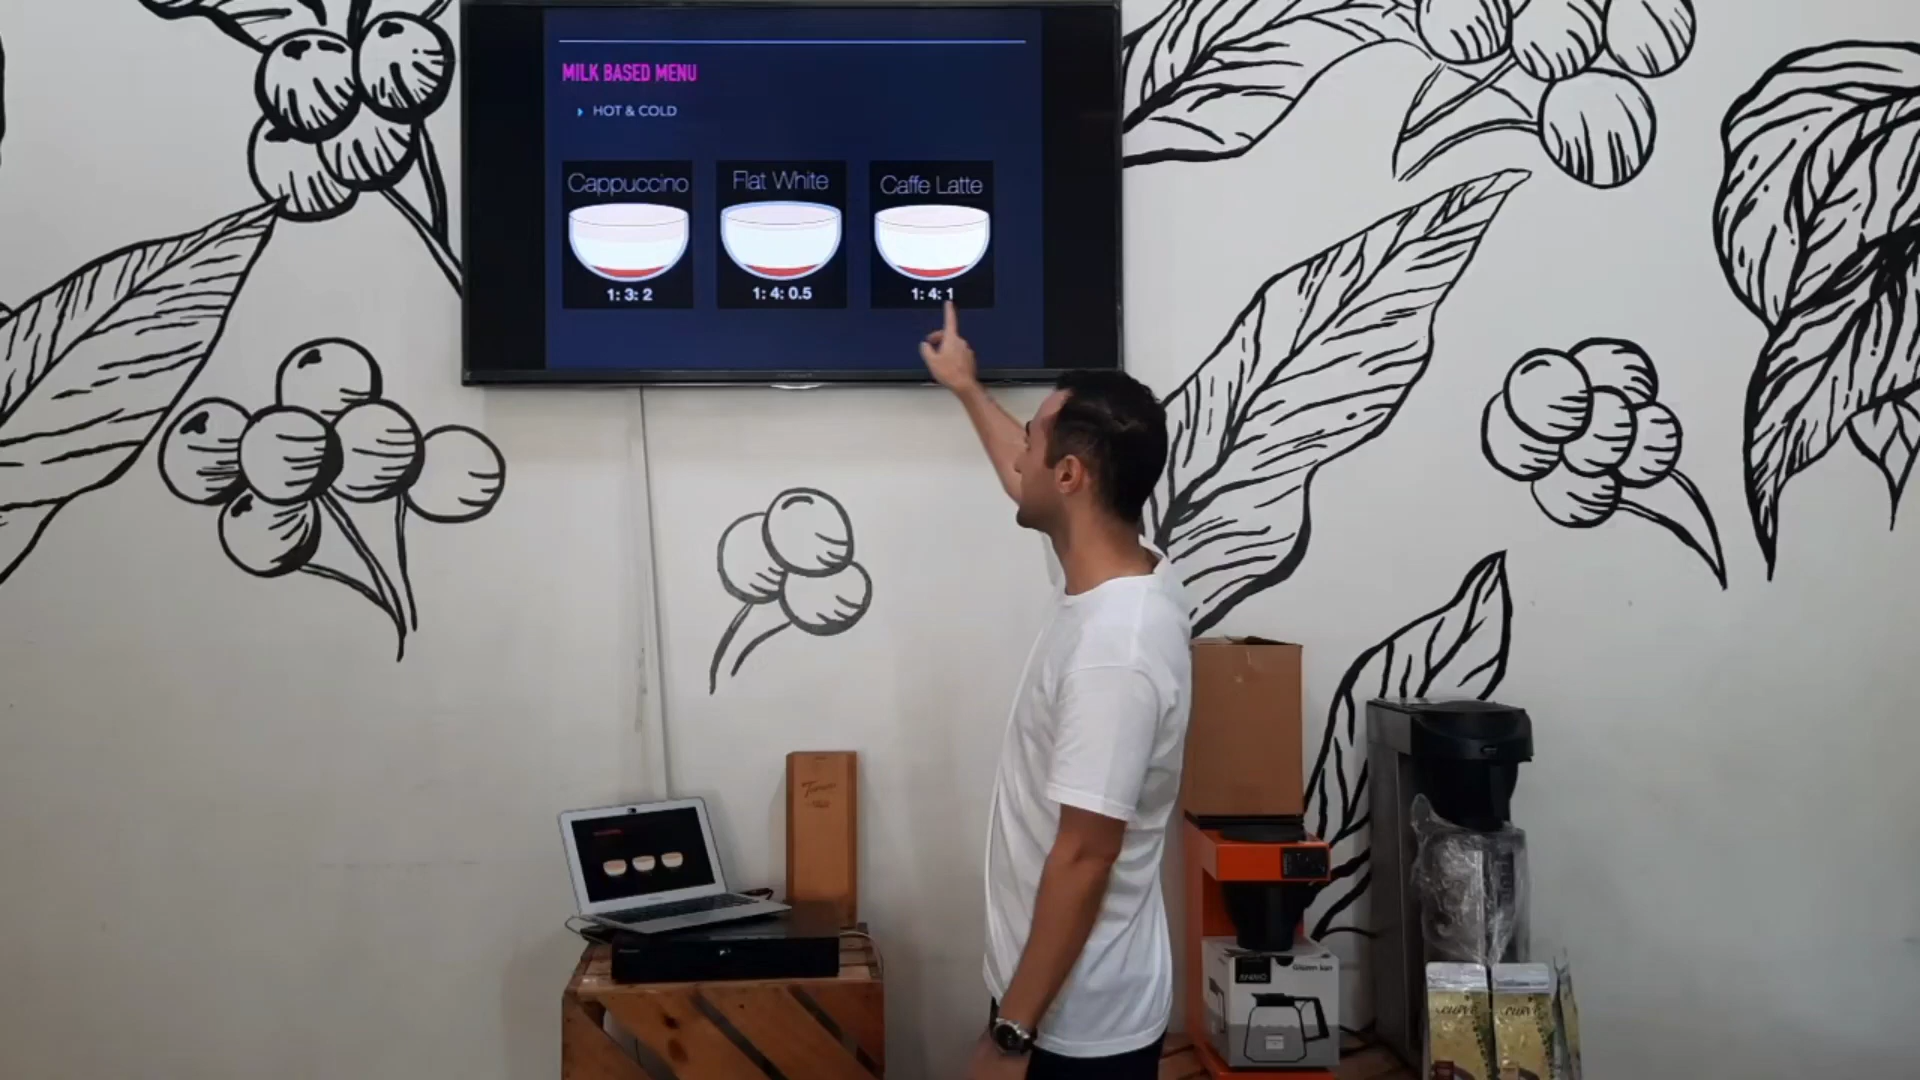 MILK BASED MENU
HOT & COLD
Cappuccino
Flat White
Caffe Latte
1: 3: 2
1: 4: 0.5
1: 4: 1
ANIMO